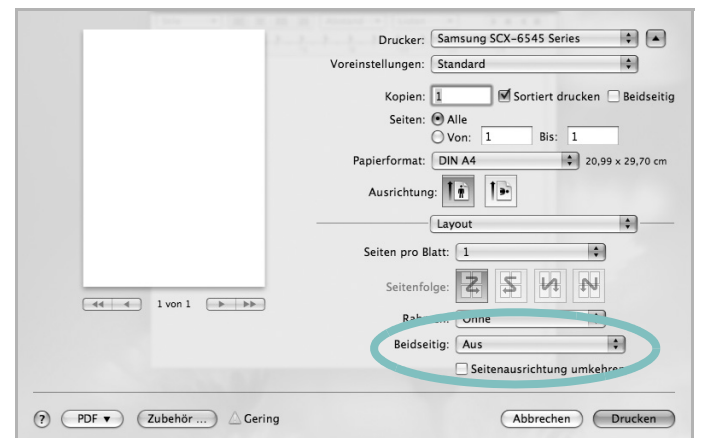 Drucker: Samsung SCX-6545 Series
Voreinstellungen: Standard
Kopien: 1 Sortiert drucken Beidseitig
Seiten: Alle
Von: 1 Bis: 1
Papierformat: DIN A4 20,99 x 29,70 cm
Ausrichtung:
Layout
Seiten pro Blatt: 1
Seitenfolge:
Rahmen: Ohne
Beidseitig: Aus
Seitenausrichtung umkehren
1 von 1
? PDF Zubehör ... Gering Abbrechen Drucken